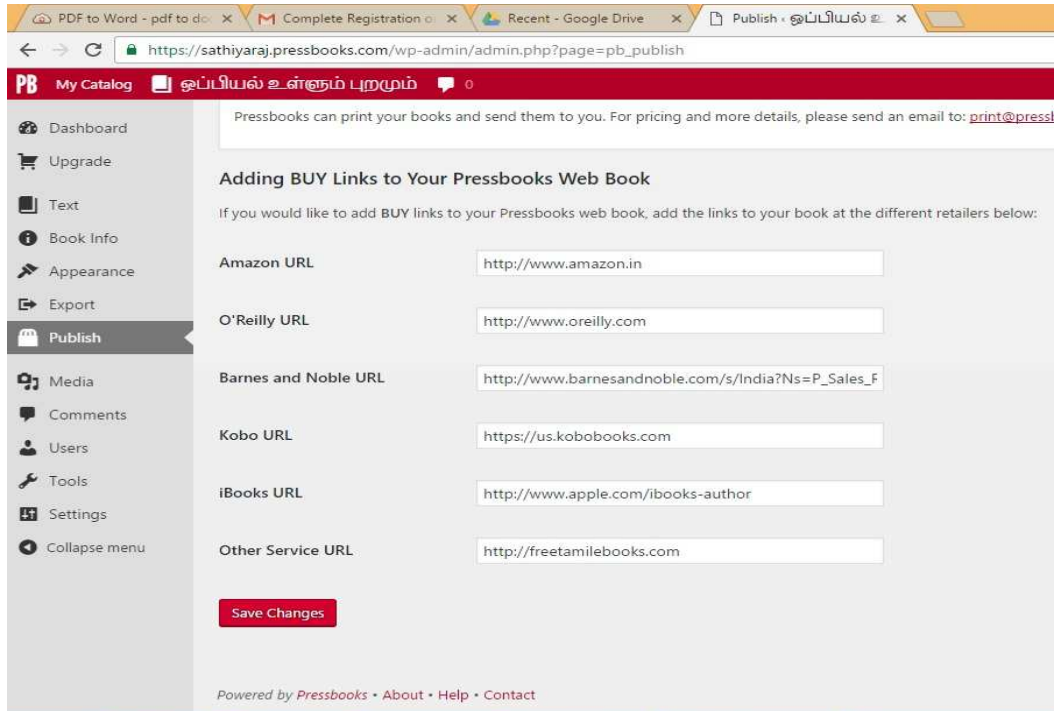 PDF to Word - pdf to do
Complete Registration o
Recent - Google Drive
Publish ‹ ஒப்பியல் உ
https://sathiyaraj.pressbooks.com/wp-admin/admin.php?page=pb_publish
PB My Catalog ஒப்பியல் உள்ளும் புறமும் 0
Pressbooks can print your books and send them to you. For pricing and more details, please send an email to: print@press
Dashboard
Upgrade
Text
Book Info
Appearance
Export
Publish
Media
Comments
Users
Tools
Settings
Collapse menu
Adding BUY Links to Your Pressbooks Web Book
If you would like to add BUY links to your Pressbooks web book, add the links to your book at the different retailers below:
Amazon URL http://www.amazon.in
O'Reilly URL http://www.oreilly.com
Barnes and Noble URL http://www.barnesandnoble.com/s/India?Ns=P_Sales_R
Kobo URL https://us.kobobooks.com
iBooks URL http://www.apple.com/ibooks-author
Other Service URL http://freetamilebooks.com
Save Changes
Powered by Pressbooks • About • Help • Contact